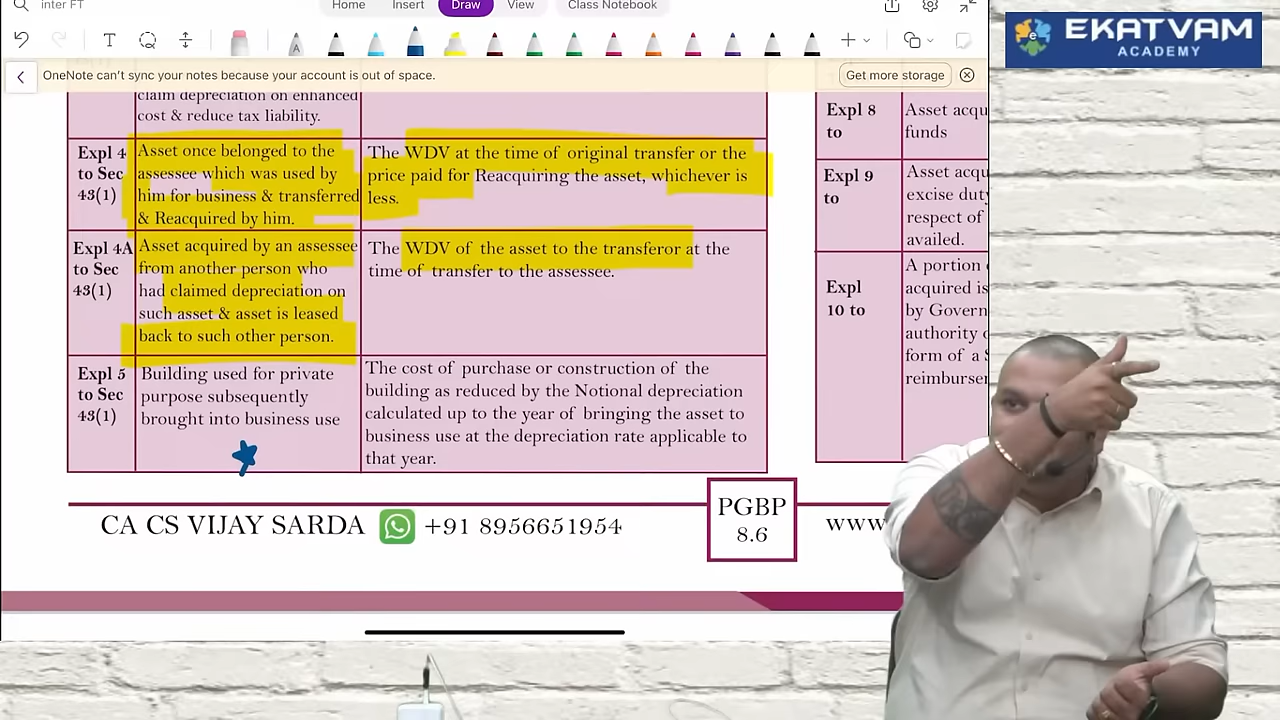 inter FT
Home Insert Draw View Class Notebook
EKATVAM
ACADEMY
OneNote can't sync your notes because your account is out of space.
Get more storage
claim depreciation on enhanced
cost & reduce tax liability.
Expl 4
to Sec
43(1)
Asset once belonged to the
assessee which was used by
him for business & transferred
& Reacquired by him.
The WDV at the time of original transfer or the
price paid for Reacquiring the asset, whichever is
less.
Expl 4A
to Sec
43(1)
Asset acquired by an assessee
from another person who
had claimed depreciation on
such asset & asset is leased
back to such other person.
The WDV of the asset to the transferor at the
time of transfer to the assessee.
Expl 5
to Sec
43(1)
Building used for private
purpose subsequently
brought into business use
The cost of purchase or construction of the
building as reduced by the Notional depreciation
calculated up to the year of bringing the asset to
business use at the depreciation rate applicable to
that year.
Expl 8
to
Asset acqu
funds
Expl 9
to
Asset acqu
excise dut
respect of
availed.
Expl
10 to
A portion
acquired is
by Govern
authority
form of a
reimburse
CA CS VIJAY SARDA +91 8956651954
PGBP
8.6
www